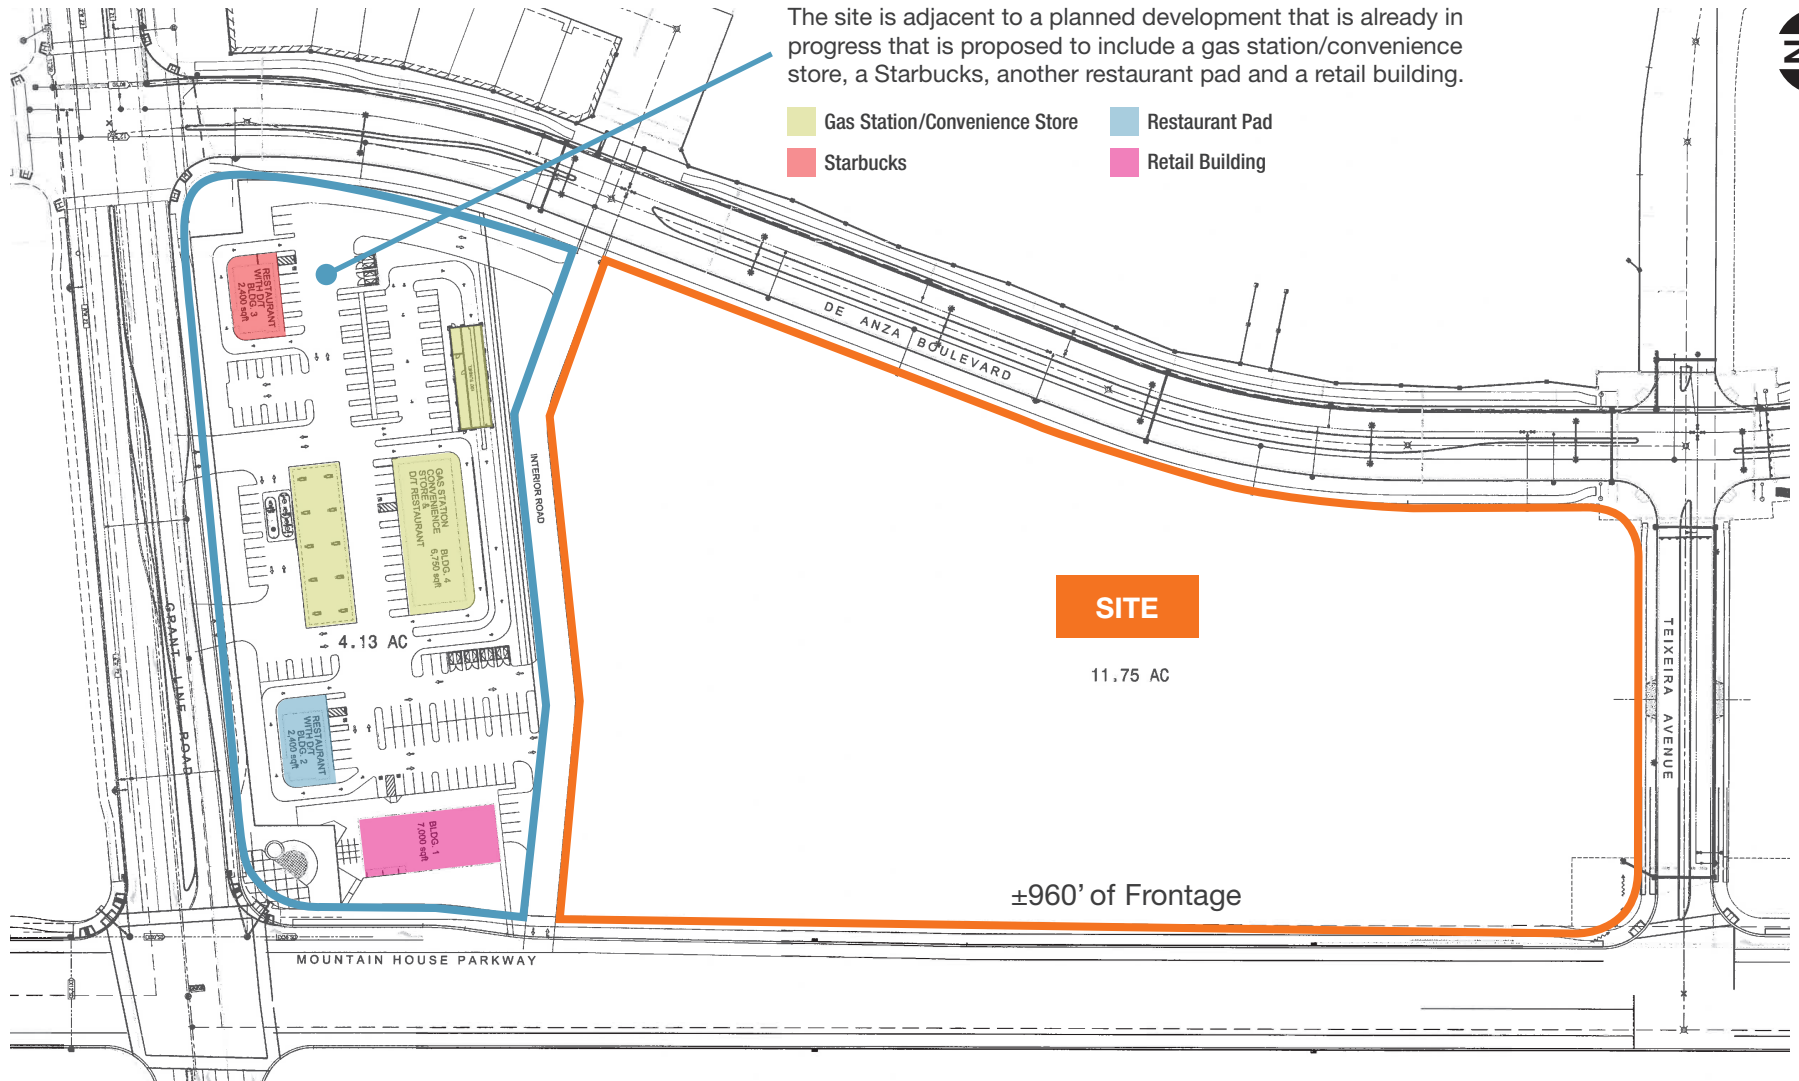 The site is adjacent to a planned development that is already in
progress that is proposed to include a gas station/convenience
store, a Starbucks, another restaurant pad and a retail building.
Gas Station/Convenience Store
Restaurant Pad
Starbucks
Retail Building
N
RESTAURANT
WITH D/T
BLDG. 3
2,400 sqft
DE ANZA BOULEVARD
INTERIOR ROAD
GAS STATION
CONVENIENCE
STORE &
D/T RESTAURANT
BLDG. 4
6,750 sqft
SITE
11.75 AC
4.13 AC
GRANT LINE ROAD
TEIXEIRA AVENUE
RESTAURANT
WITH D/T
BLDG. 2
2,400 sqft
BLDG. 1
7,000 sqft
±960’ of Frontage
MOUNTAIN HOUSE PARKWAY